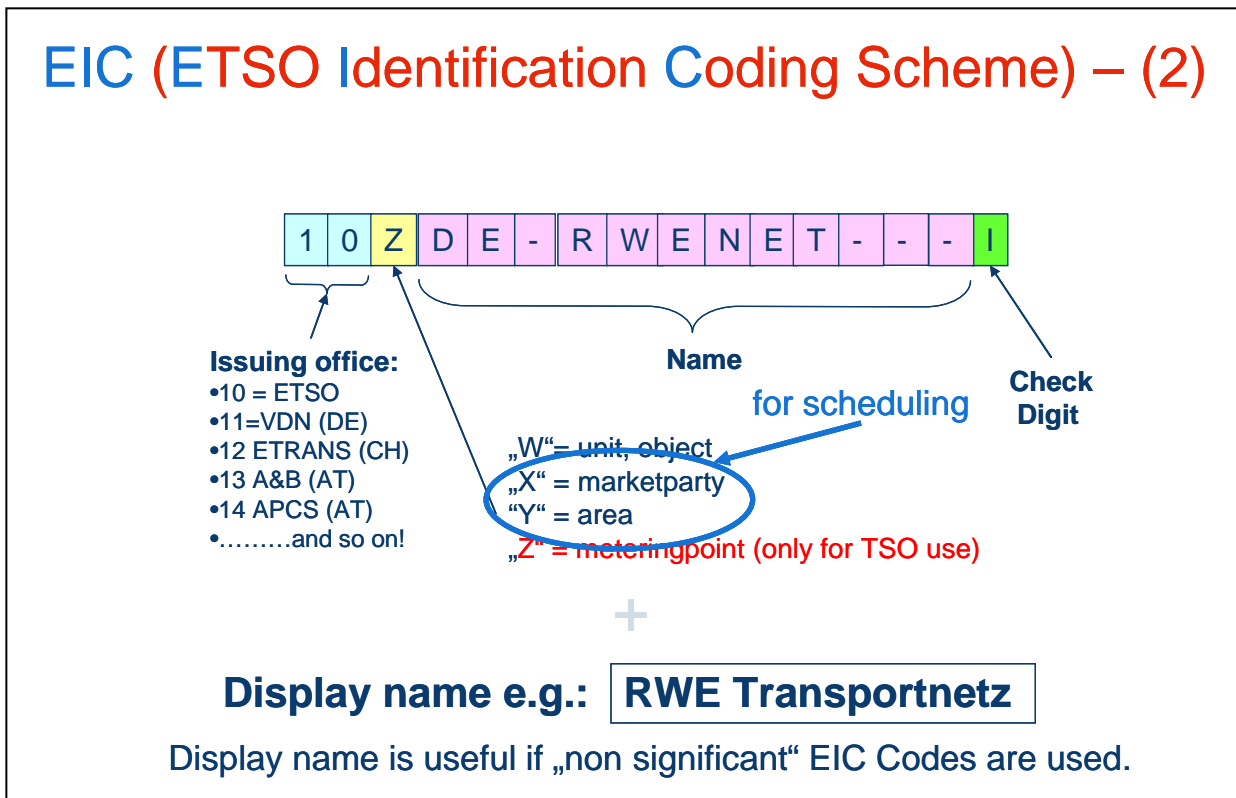 EIC (ETSO Identification Coding Scheme) – (2)
1 0 Z D E - R W E N E T - - - I
Issuing office:
•10 = ETSO
•11=VDN (DE)
•12 ETRANS (CH)
•13 A&B (AT)
•14 APCS (AT)
•………and so on!
Name
Check
Digit
for scheduling
„W“= unit, object
„X“ = marketparty
“Y“ = area
„Z“ = meteringpoint (only for TSO use)
+
Display name e.g.: RWE Transportnetz
Display name is useful if „non significant“ EIC Codes are used.